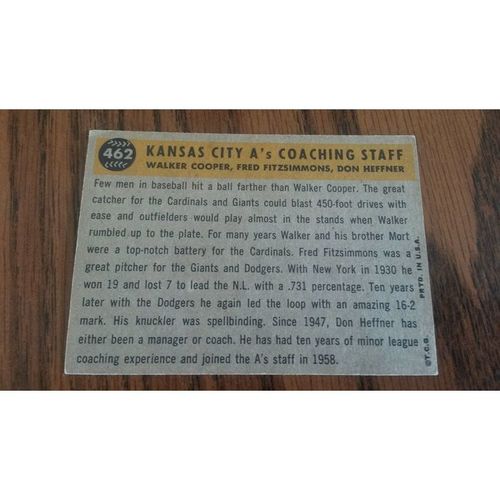 462
KANSAS CITY A's COACHING STAFF
WALKER COOPER, FRED FITZSIMMONS, DON HEFFNER
Few men in baseball hit a ball farther than Walker Cooper. The great
catcher for the Cardinals and Giants could blast 450-foot drives with
ease and outfielders would play almost in the stands when Walker
rumbled up to the plate. For many years Walker and his brother Mort
were a top-notch battery for the Cardinals. Fred Fitzsimmons was a
great pitcher for the Giants and Dodgers. With New York in 1930 he
won 19 and lost 7 to lead the N.L. with a .731 percentage. Ten years
later with the Dodgers he again led the loop with an amazing 16-2
mark. His knuckler was spellbinding. Since 1947, Don Heffner has
either been a manager or coach. He has had ten years of minor league
coaching experience and joined the A's staff in 1958.
©T.C.G. PRTD. IN U.S.A.